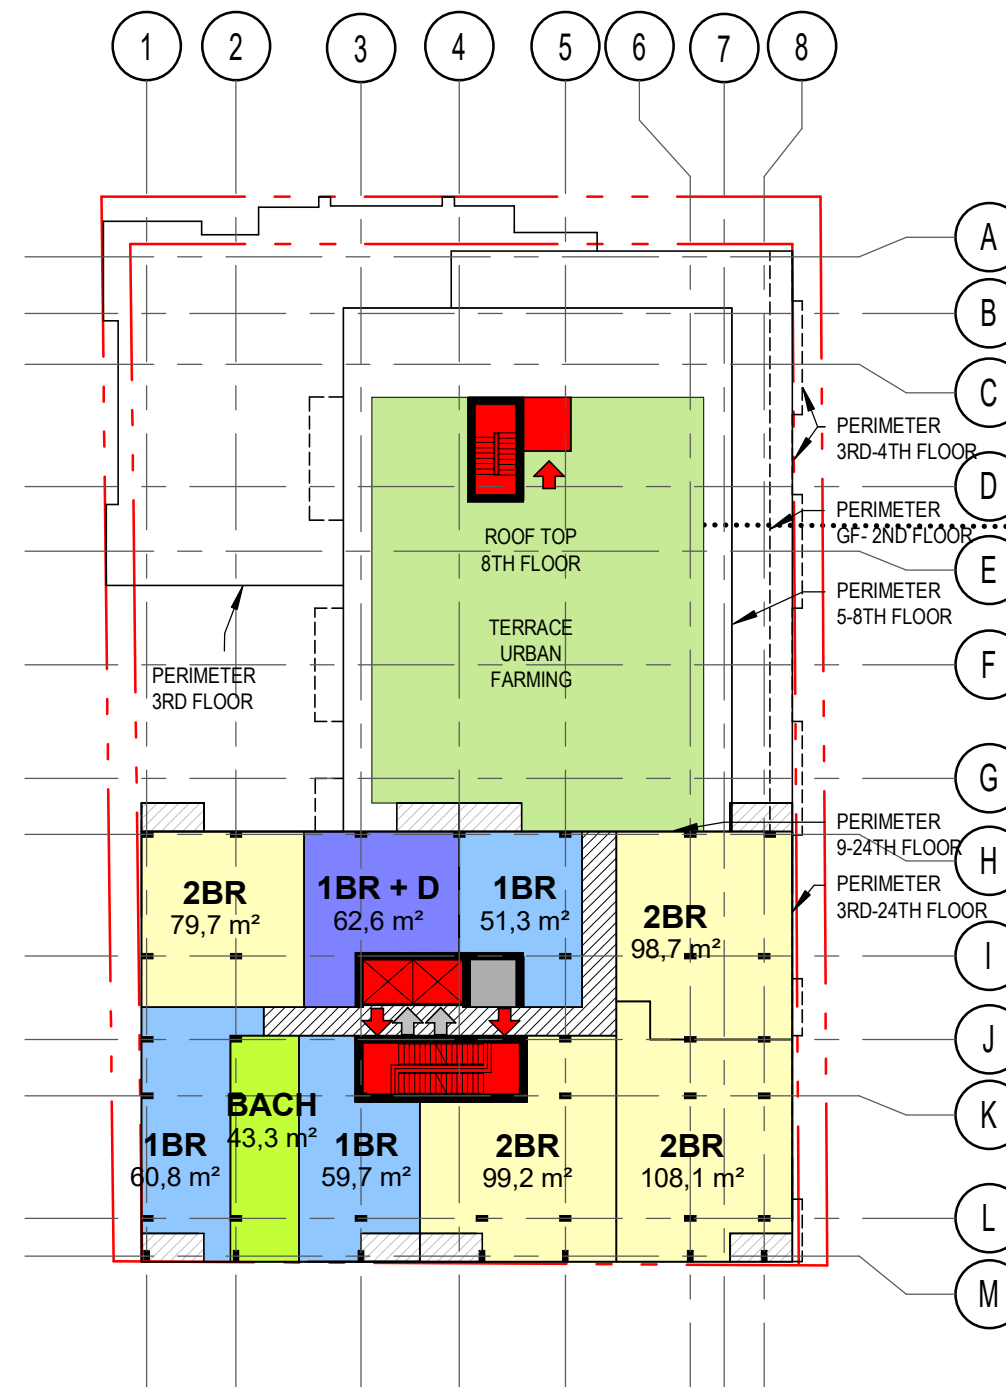 1 2 3 4 5 6 7 8
A
B
C
PERIMETER
3RD-4TH FLOOR
D
PERIMETER
GF- 2ND FLOOR
ROOF TOP
8TH FLOOR
E
PERIMETER
5-8TH FLOOR
TERRACE
URBAN
FARMING
F
PERIMETER
3RD FLOOR
G
PERIMETER
9-24TH FLOOR
H
PERIMETER
3RD-24TH FLOOR
2BR
79,7 m²
1BR + D
62,6 m²
1BR
51,3 m²
2BR
98,7 m²
I
J
K
BACH
43,3 m²
1BR
60,8 m²
1BR
59,7 m²
2BR
99,2 m²
2BR
108,1 m²
L
M